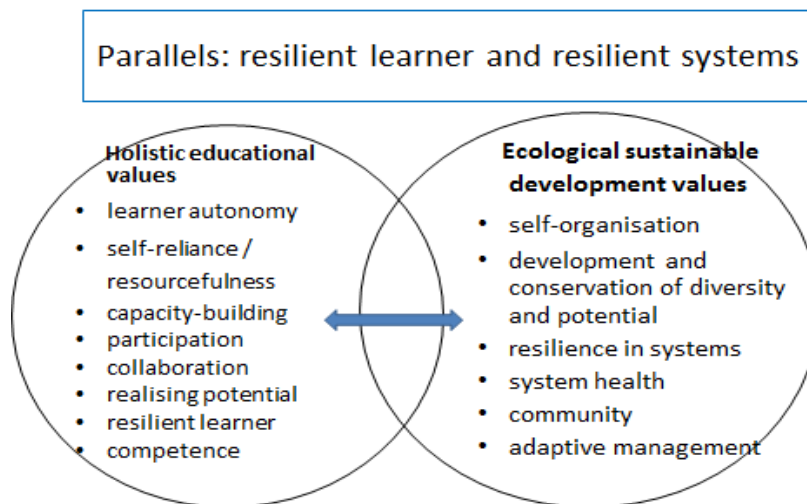 Parallels: resilient learner and resilient systems
Holistic educational
values
• learner autonomy
• self-reliance /
resourcefulness
• capacity-building
• participation
• collaboration
• realising potential
• resilient learner
• competence
Ecological sustainable
development values
• self-organisation
• development and
conservation of diversity
and potential
• resilience in systems
• system health
• community
• adaptive management